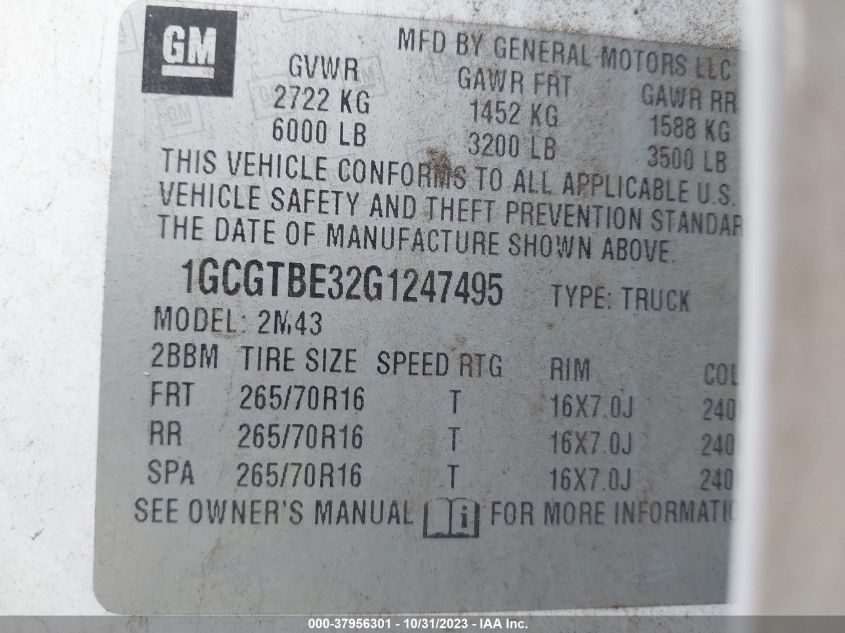 GM
MFD BY GENERAL MOTORS LLC
GVWR GAWR FRT GAWR RR
2722 KG 1452 KG 1588 KG
6000 LB 3200 LB 3500 LB
THIS VEHICLE CONFORMS TO ALL APPLICABLE U.S.
VEHICLE SAFETY AND THEFT PREVENTION STANDAR
THE DATE OF MANUFACTURE SHOWN ABOVE.
1GCGTBE32G1247495 TYPE: TRUCK
MODEL: 2M43
2BBM TIRE SIZE SPEED RTG RIM COL
FRT 265/70R16 T 16X7.0J 240
RR 265/70R16 T 16X7.0J 240
SPA 265/70R16 T 16X7.0J 240
SEE OWNER'S MANUAL i FOR MORE INFORMATI
000-37956301 - 10/31/2023 - IAA Inc.